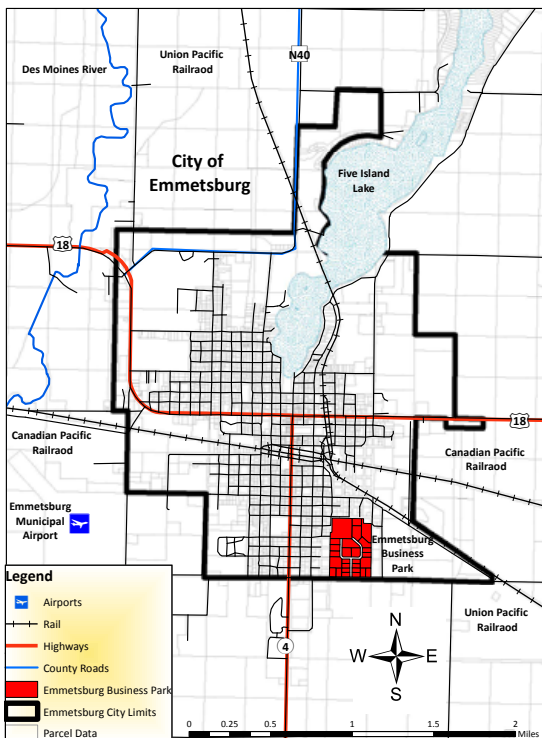 Des Moines River
Union Pacific
Railraod
N40
City of
Emmetsburg
Five Island
Lake
18
18
Canadian Pacific
Railraod
Canadian Pacific
Railraod
Emmetsburg
Municipal
Airport
Emmetsburg
Business
Park
Union Pacific
Railraod
4
N
W
E
S
Legend
Airports
Rail
Highways
County Roads
Emmetsburg Business Park
Emmetsburg City Limits
Parcel Data
0 0.25 0.5 1 1.5 2
Miles